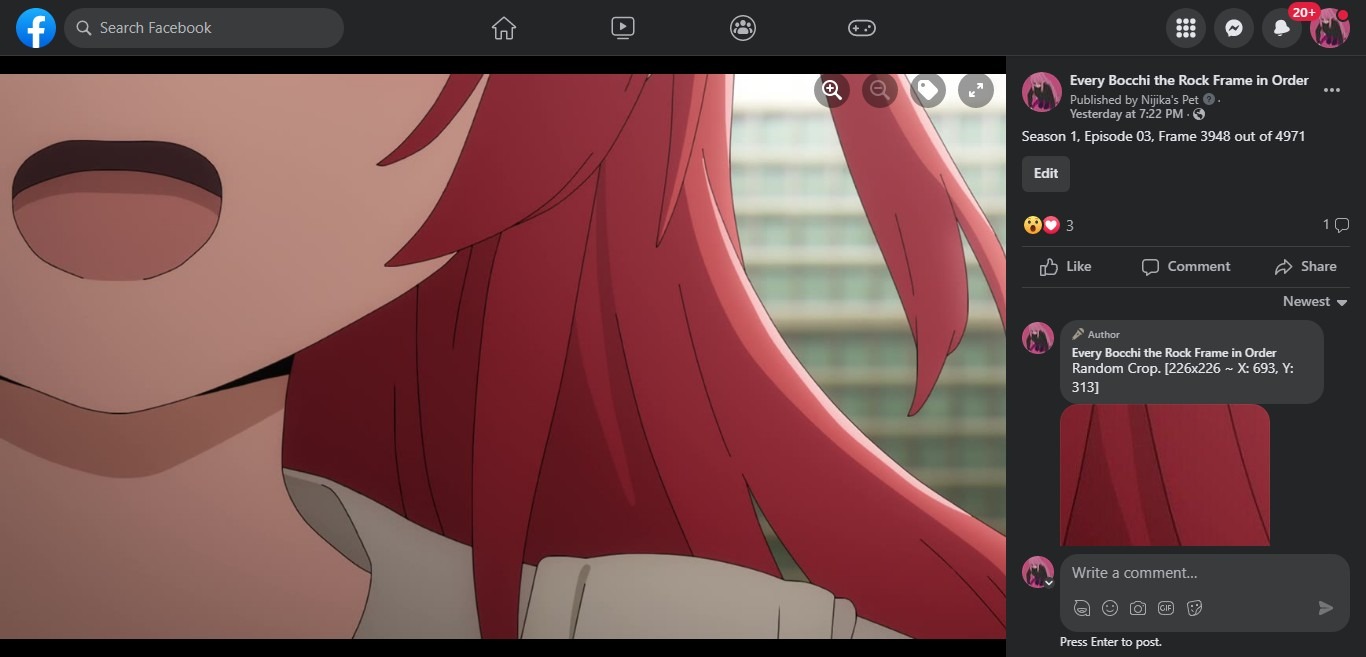 Search Facebook
20+
Every Bocchi the Rock Frame in Order
Published by Nijika's Pet ·
Yesterday at 7:22 PM ·
Season 1, Episode 03, Frame 3948 out of 4971
Edit
3
1
Like
Comment
Share
Newest
Author
Every Bocchi the Rock Frame in Order
Random Crop. [226x226 ~ X: 693, Y:
313]
Write a comment...
GIF
Press Enter to post.